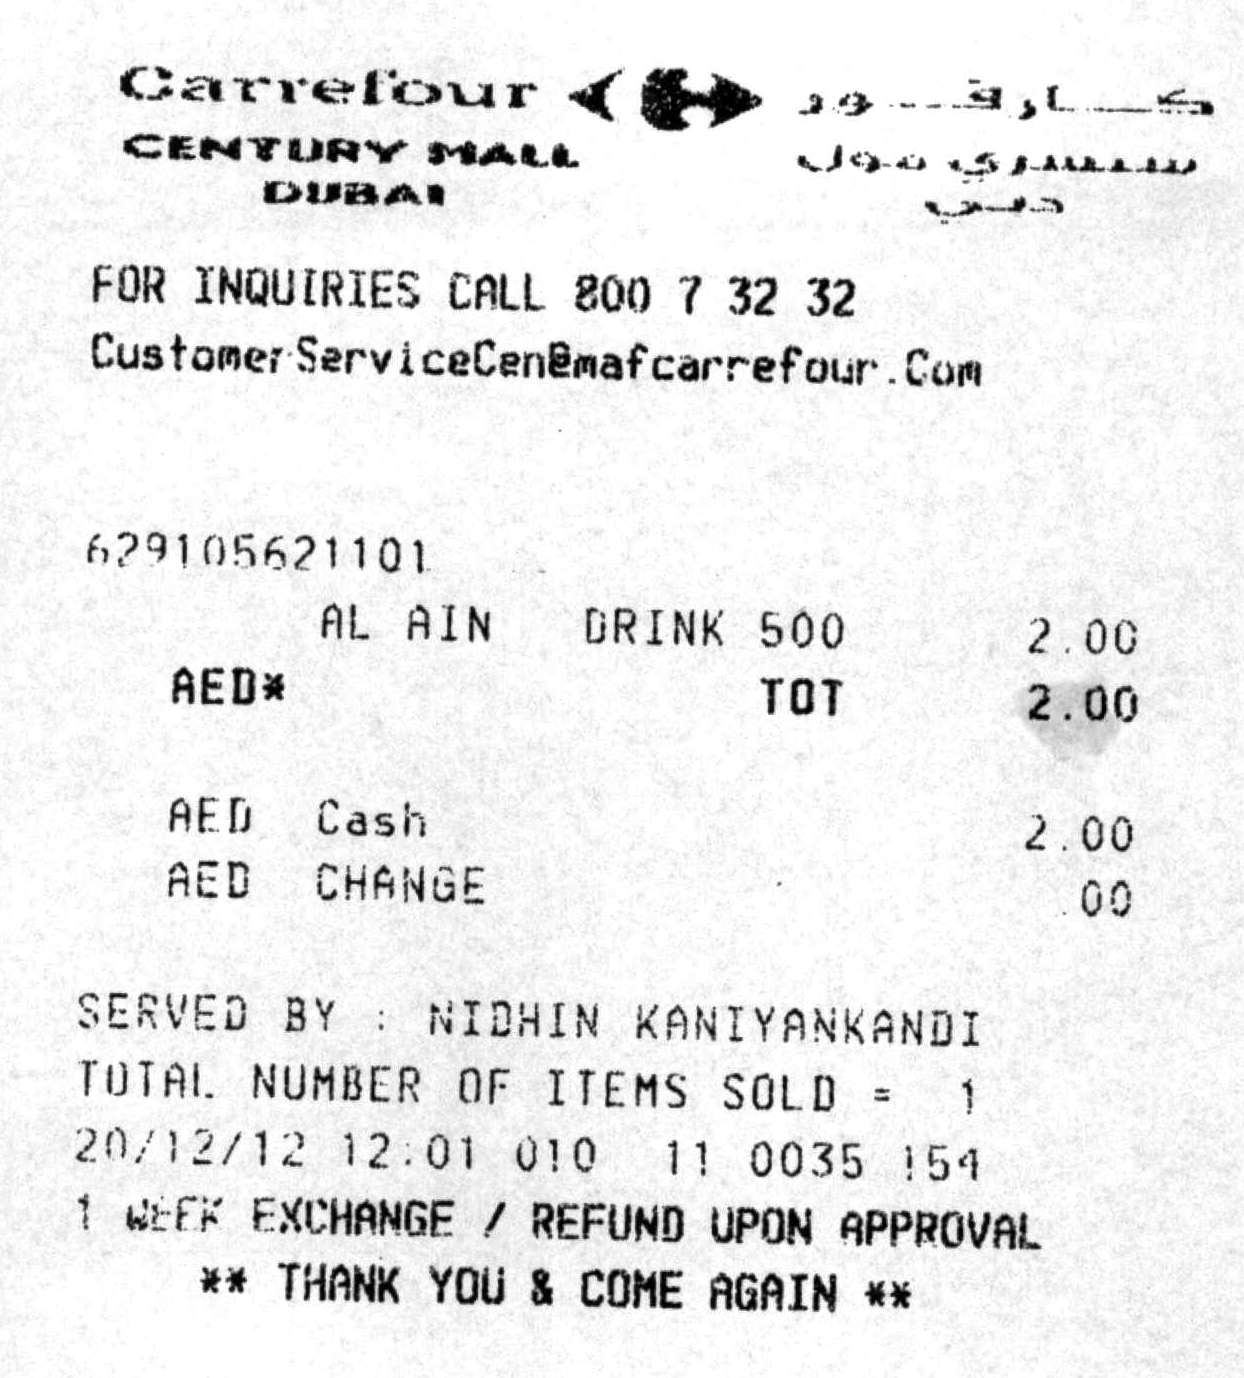 Carrefour كارفور
CENTURY MALL سنشري مول
DUBAI دبي
FOR INQUIRIES CALL 800 7 32 32
CustomerServiceCen@mafcarrefour.Com
629105621101
AL AIN DRINK 500 2.00
AED* TOT 2.00
AED Cash 2.00
AED CHANGE .00
SERVED BY : NIDHIN KANIYANKANDI
TOTAL NUMBER OF ITEMS SOLD = 1
20/12/12 12:01 010 11 0035 154
1 WEEK EXCHANGE / REFUND UPON APPROVAL
** THANK YOU & COME AGAIN **